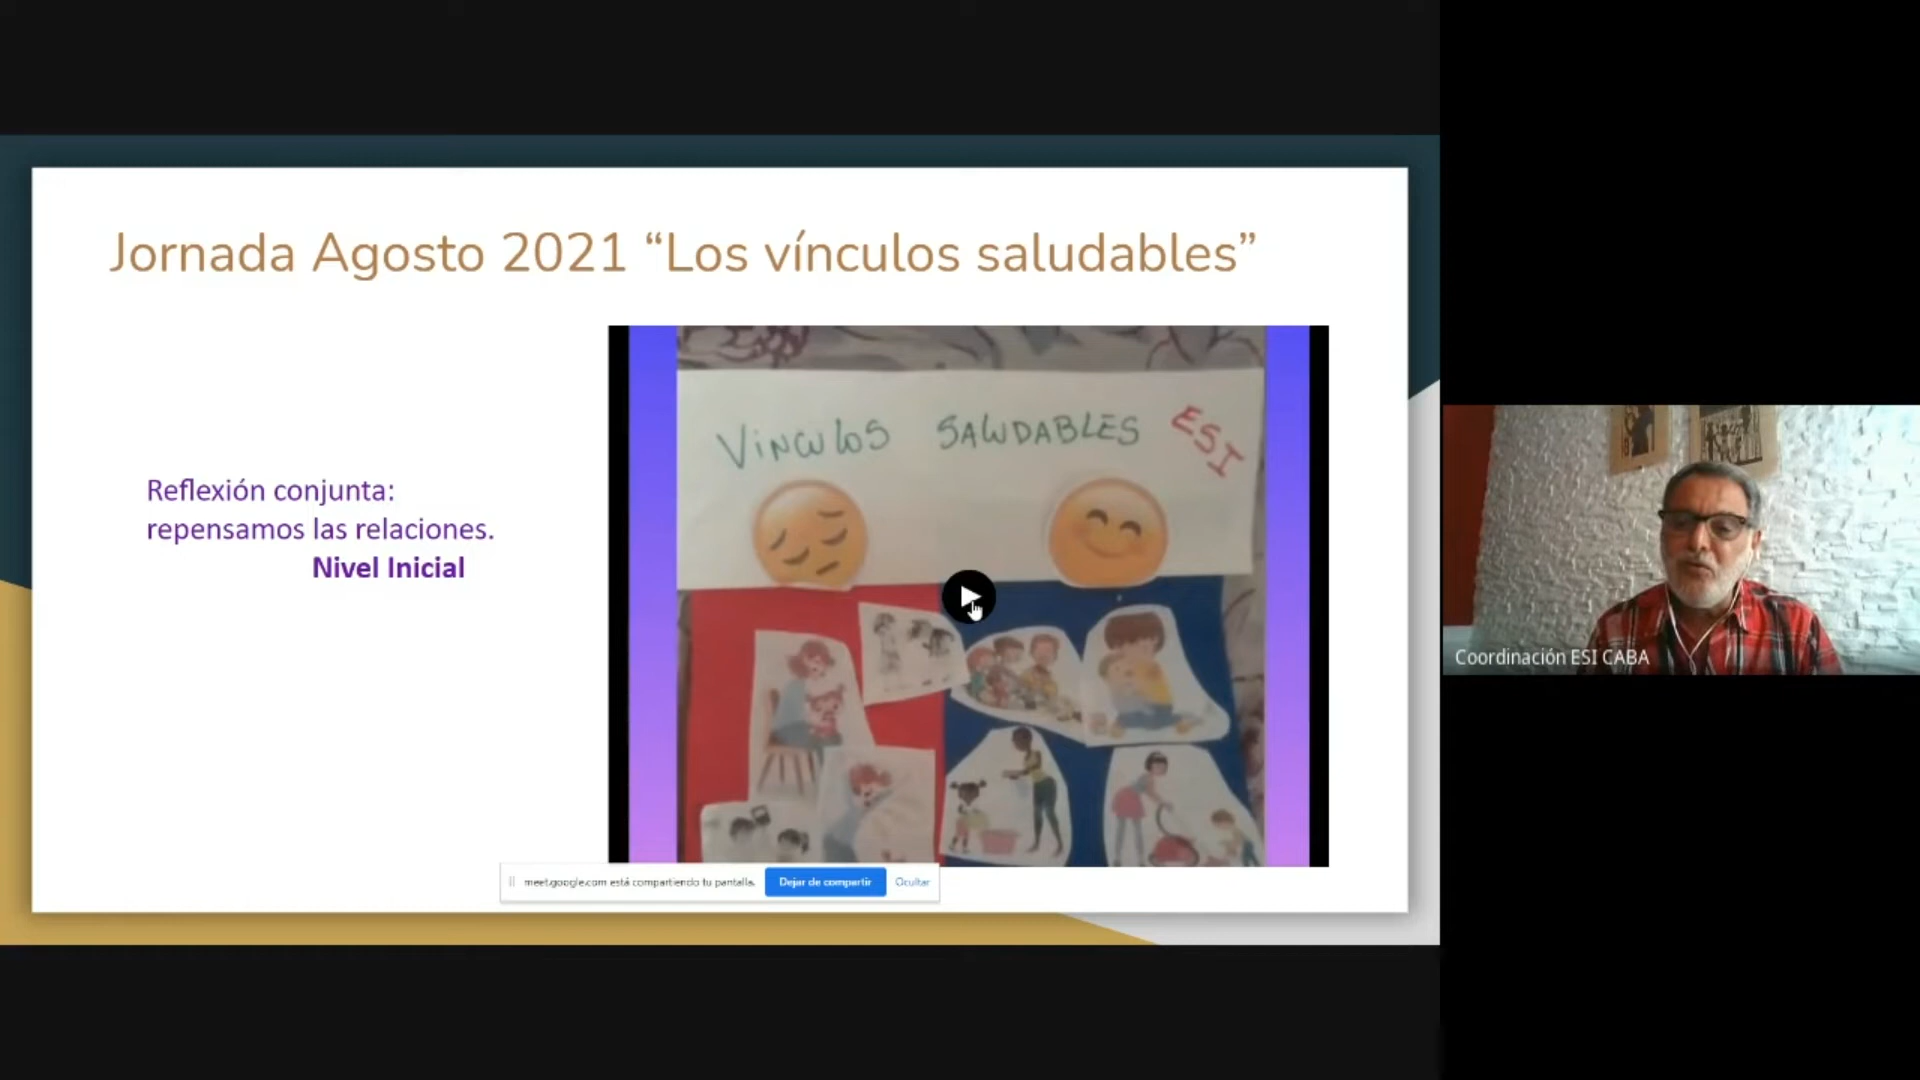 Jornada Agosto 2021 “Los vínculos saludables”
Reflexión conjunta:
repensamos las relaciones.
Nivel Inicial
VINCULOS SALUDABLES ESI
meet.google.com está compartiendo tu pantalla.
Dejar de compartir
Ocultar
Coordinación ESI CABA